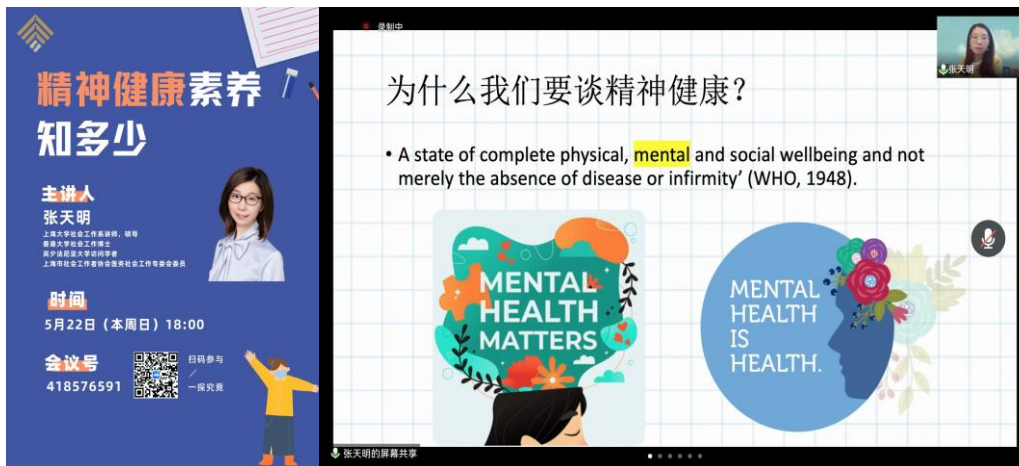 精神健康素养
知多少
主讲人
张天明
上海大学社会工作系讲师,硕导
香港大学社会工作博士
宾夕法尼亚大学访问学者
上海市社会工作者协会医务社会工作专委会委员
时间
5月22日(本周日)18:00
会议号
418576591
扫码参与
/
一探究竟
录制中
张天明
为什么我们要谈精神健康?
• A state of complete physical, mental and social wellbeing and not
merely the absence of disease or infirmity’ (WHO, 1948).
MENTAL
HEALTH
MATTERS
MENTAL
HEALTH
IS
HEALTH.
张天明的屏幕共享